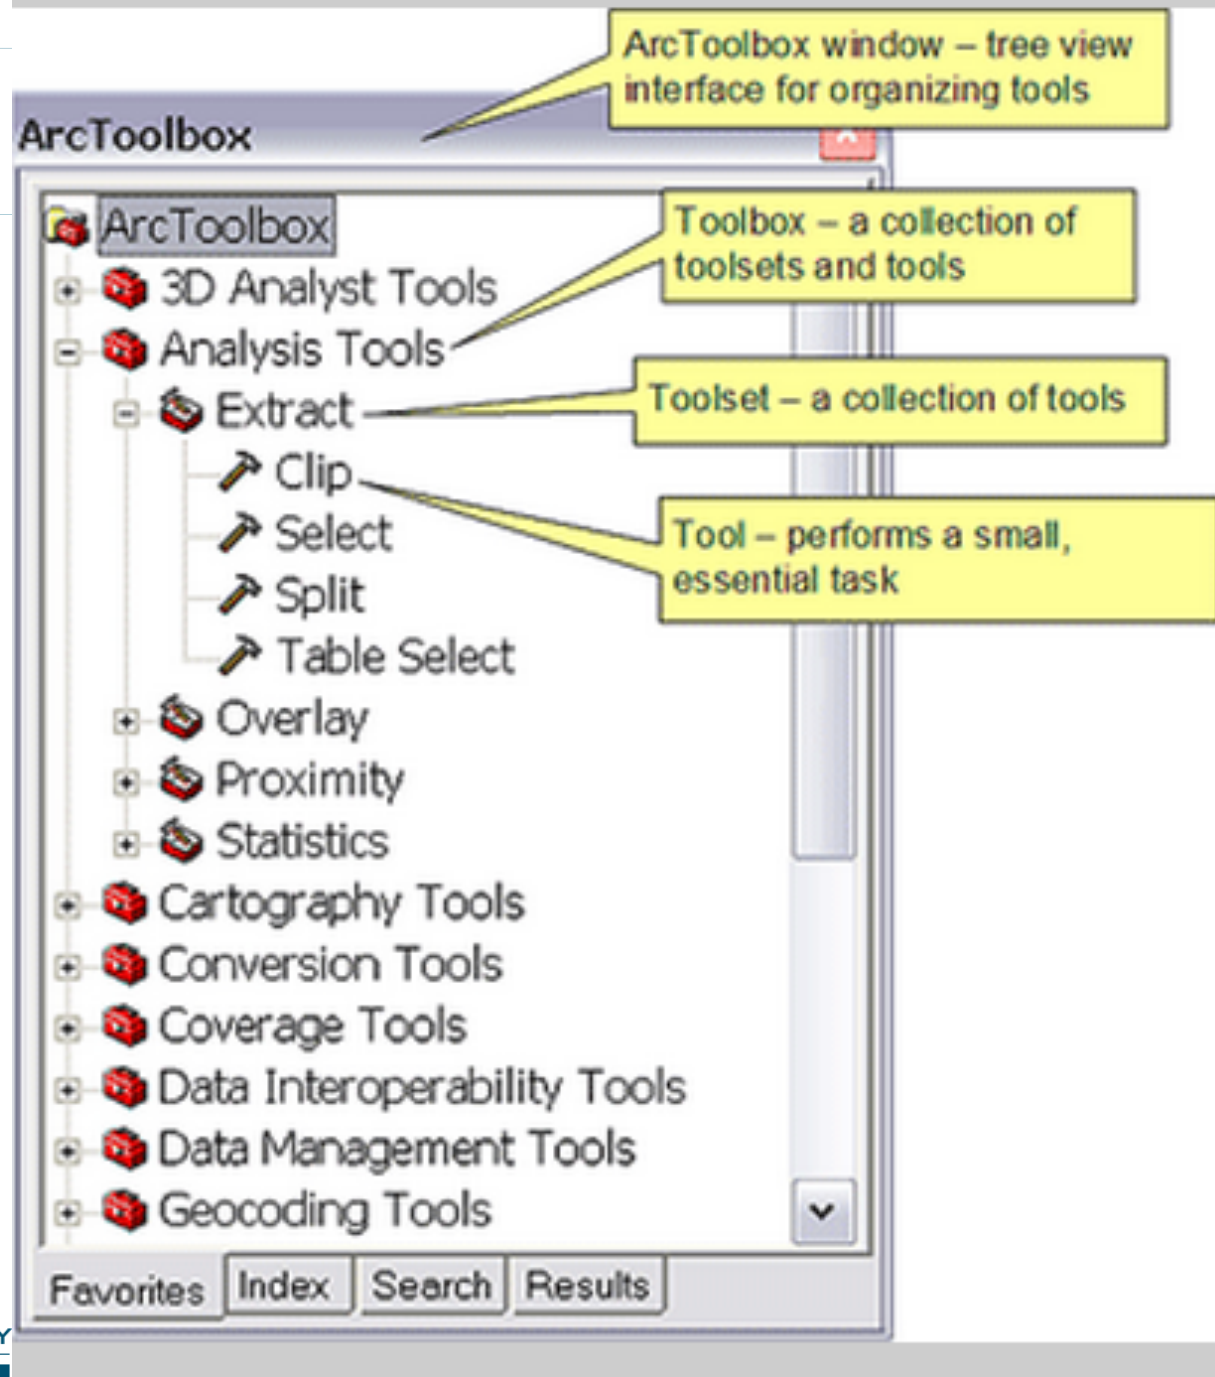 ArcToolbox window – tree view
interface for organizing tools
ArcToolbox
ArcToolbox
Toolbox – a collection of
toolsets and tools
3D Analyst Tools
Analysis Tools
Toolset – a collection of tools
Extract
Clip
Tool – performs a small,
essential task
Select
Split
Table Select
Overlay
Proximity
Statistics
Cartography Tools
Conversion Tools
Coverage Tools
Data Interoperability Tools
Data Management Tools
Geocoding Tools
Favorites Index Search Results
Y